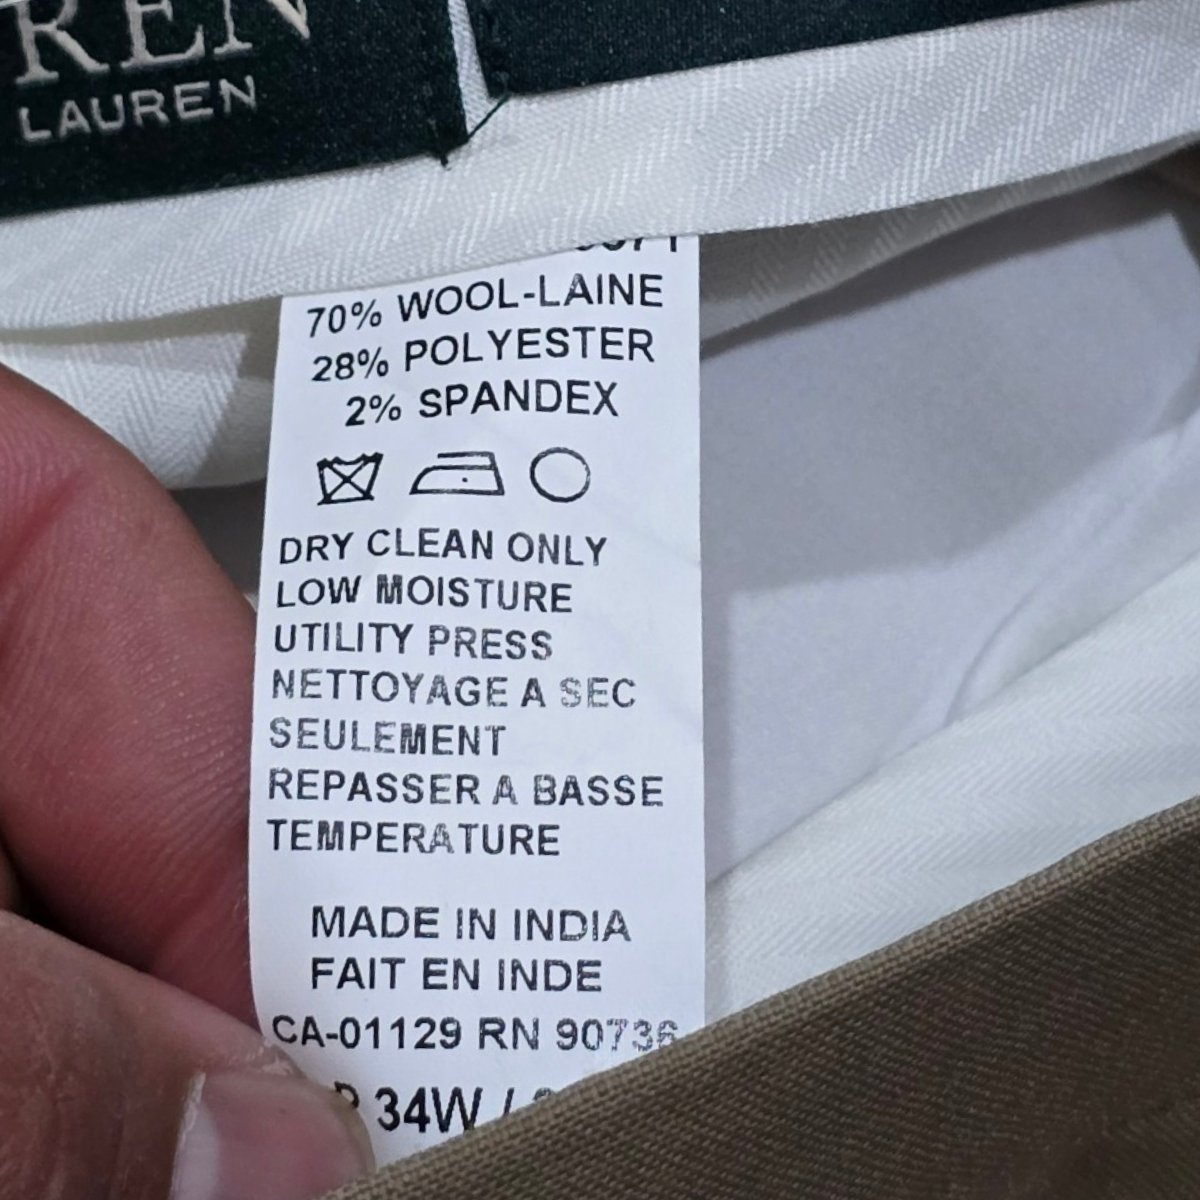 LAUREN
70% WOOL-LAINE
28% POLYESTER
2% SPANDEX
DRY CLEAN ONLY
LOW MOISTURE
UTILITY PRESS
NETTOYAGE A SEC
SEULEMENT
REPASSER A BASSE
TEMPERATURE
MADE IN INDIA
FAIT EN INDE
CA-01129 RN 90736
34W /